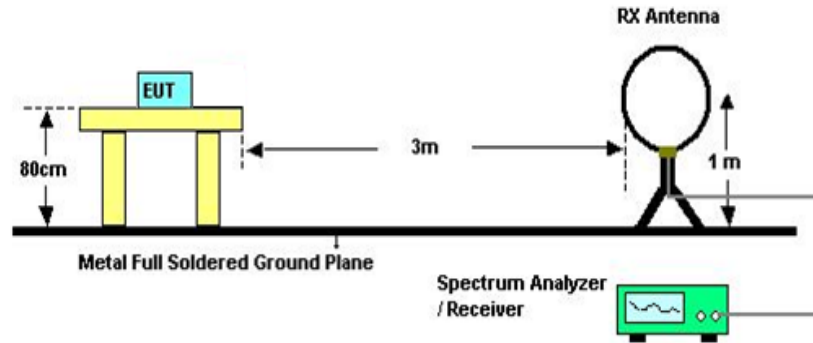 RX Antenna
EUT
80cm
3m
1 m
Metal Full Soldered Ground Plane
Spectrum Analyzer
/ Receiver